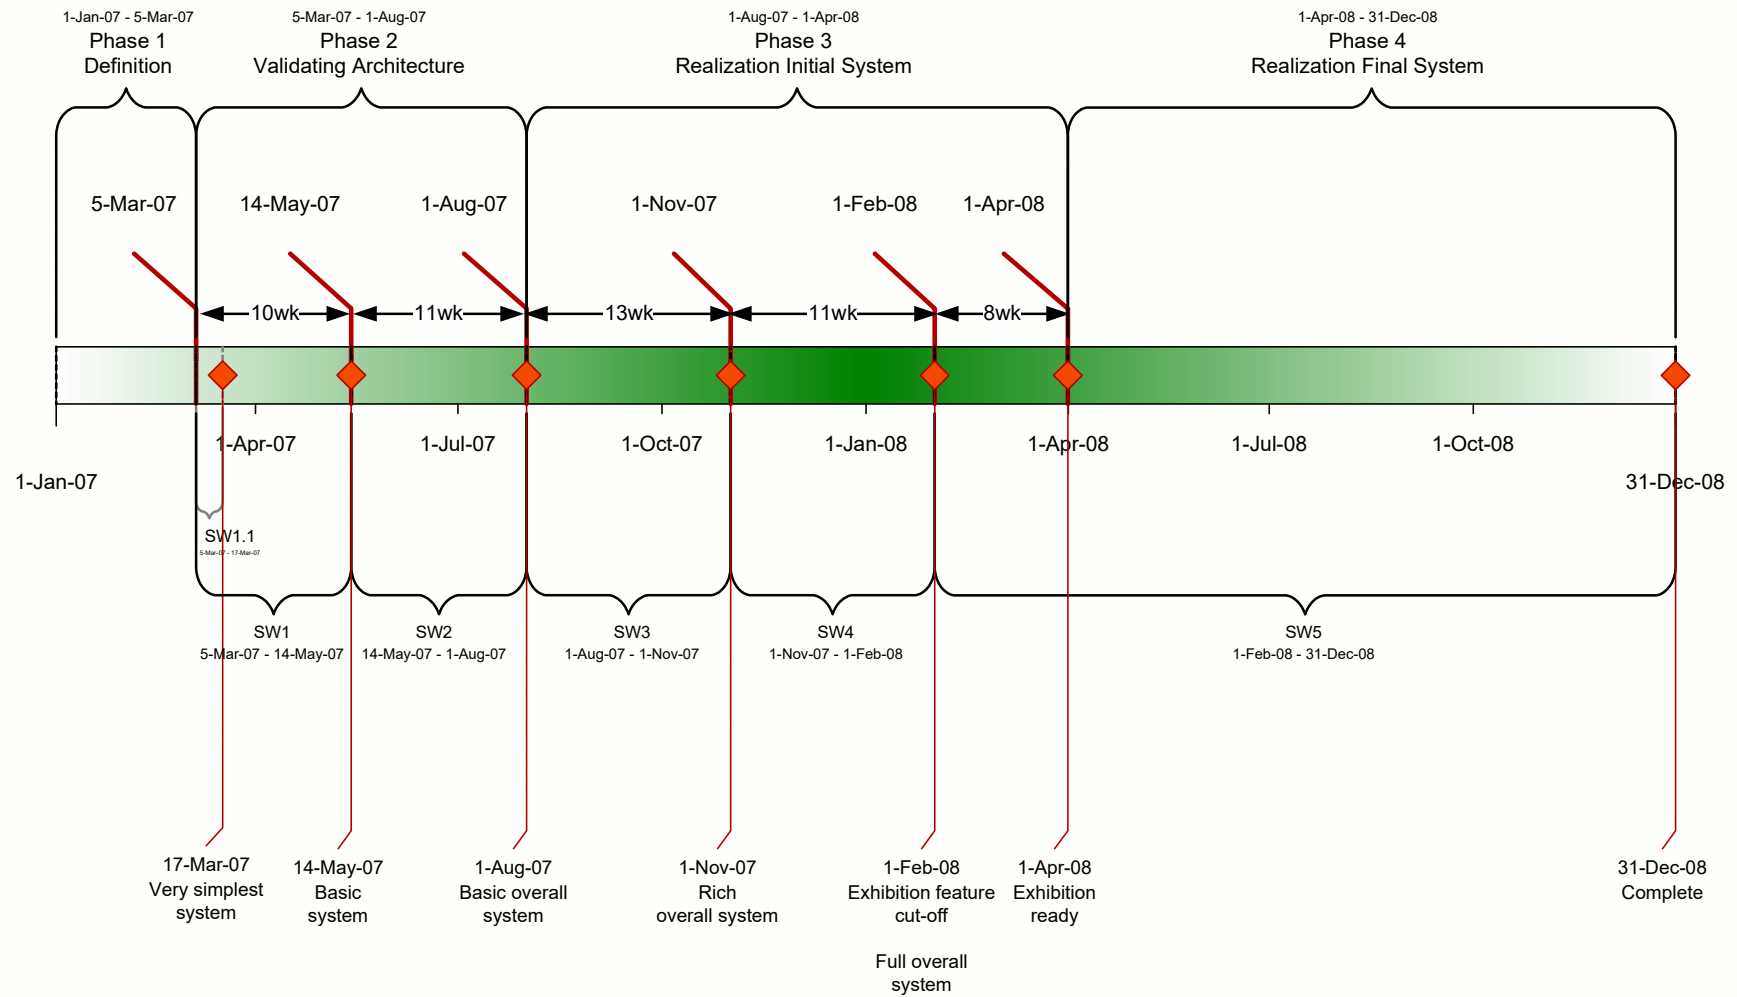 1-Jan-07 - 5-Mar-07
Phase 1
Definition
5-Mar-07 - 1-Aug-07
Phase 2
Validating Architecture
1-Aug-07 - 1-Apr-08
Phase 3
Realization Initial System
1-Apr-08 - 31-Dec-08
Phase 4
Realization Final System
5-Mar-07
14-May-07
1-Aug-07
1-Nov-07
1-Feb-08
1-Apr-08
10wk
11wk
13wk
11wk
8wk
1-Apr-07
1-Jul-07
1-Oct-07
1-Jan-08
1-Apr-08
1-Jul-08
1-Oct-08
1-Jan-07
31-Dec-08
SW1.1
5-Mar-07 - 17-Mar-07
SW1
5-Mar-07 - 14-May-07
SW2
14-May-07 - 1-Aug-07
SW3
1-Aug-07 - 1-Nov-07
SW4
1-Nov-07 - 1-Feb-08
SW5
1-Feb-08 - 31-Dec-08
17-Mar-07
Very simplest
system
14-May-07
Basic
system
1-Aug-07
Basic overall
system
1-Nov-07
Rich
overall system
1-Feb-08
Exhibition feature
cut-off
Full overall
system
1-Apr-08
Exhibition
ready
31-Dec-08
Complete